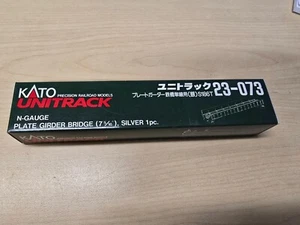 KATO PRECISION RAILROAD MODELS
UNITRACK
N-GAUGE
PLATE GIRDER BRIDGE (7 5/16"), SILVER 1pc.
ユニトラック 23-073
プレートガーダー鉄橋単線用(銀)S186T